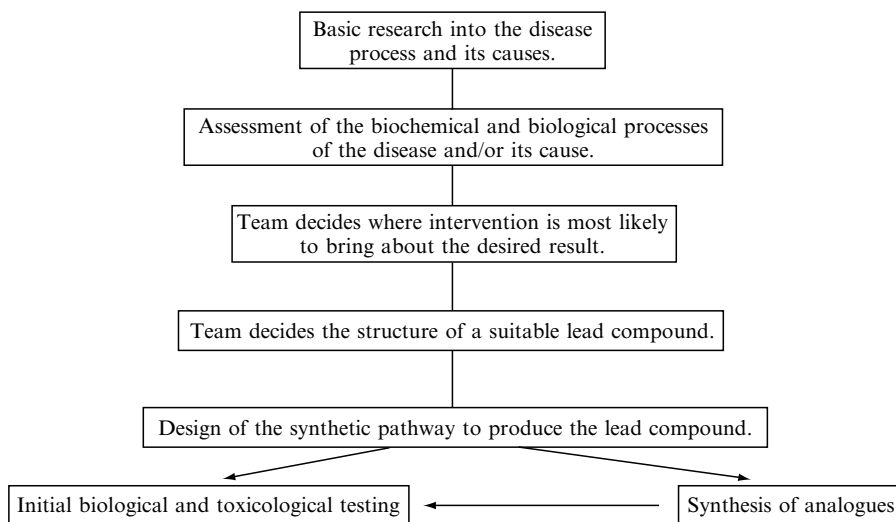 Basic research into the disease
process and its causes.
Assessment of the biochemical and biological processes
of the disease and/or its cause.
Team decides where intervention is most likely
to bring about the desired result.
Team decides the structure of a suitable lead compound.
Design of the synthetic pathway to produce the lead compound.
Initial biological and toxicological testing
Synthesis of analogues